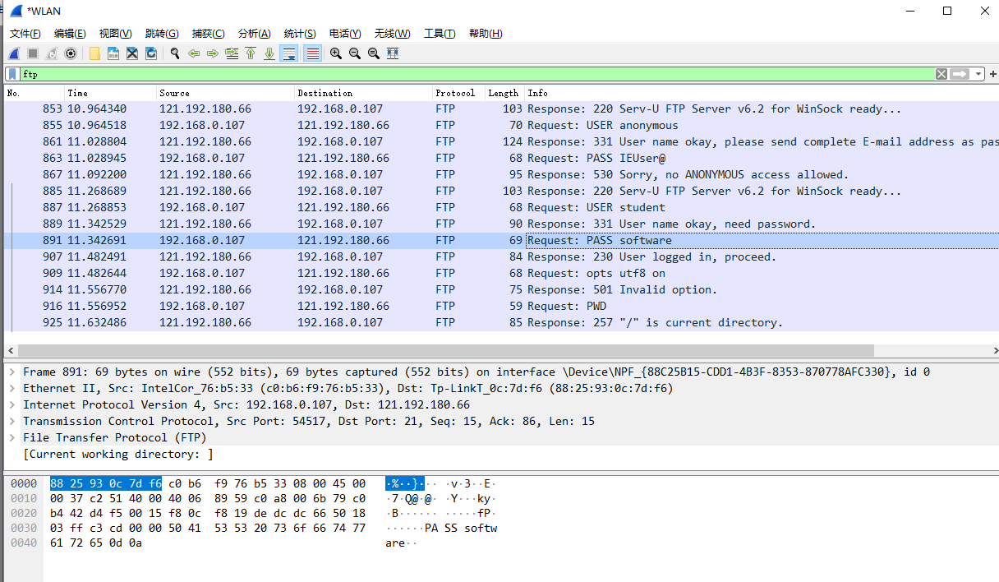 *WLAN
文件(F) 编辑(E) 视图(V) 跳转(G) 捕获(C) 分析(A) 统计(S) 电话(Y) 无线(W) 工具(T) 帮助(H)
ftp
No. Time Source Destination Protocol Length Info
853 10.964340 121.192.180.66 192.168.0.107 FTP 103 Response: 220 Serv-U FTP Server v6.2 for WinSock ready...
855 10.964518 192.168.0.107 121.192.180.66 FTP 70 Request: USER anonymous
861 11.028804 121.192.180.66 192.168.0.107 FTP 124 Response: 331 User name okay, please send complete E-mail address as pas
863 11.028945 192.168.0.107 121.192.180.66 FTP 68 Request: PASS IEUser@
867 11.092200 121.192.180.66 192.168.0.107 FTP 95 Response: 530 Sorry, no ANONYMOUS access allowed.
885 11.268689 121.192.180.66 192.168.0.107 FTP 103 Response: 220 Serv-U FTP Server v6.2 for WinSock ready...
887 11.268853 192.168.0.107 121.192.180.66 FTP 68 Request: USER student
889 11.342529 121.192.180.66 192.168.0.107 FTP 90 Response: 331 User name okay, need password.
891 11.342691 192.168.0.107 121.192.180.66 FTP 69 Request: PASS software
907 11.482491 121.192.180.66 192.168.0.107 FTP 84 Response: 230 User logged in, proceed.
909 11.482644 192.168.0.107 121.192.180.66 FTP 68 Request: opts utf8 on
914 11.556770 121.192.180.66 192.168.0.107 FTP 75 Response: 501 Invalid option.
916 11.556952 192.168.0.107 121.192.180.66 FTP 59 Request: PWD
925 11.632486 121.192.180.66 192.168.0.107 FTP 85 Response: 257 "/" is current directory.
Frame 891: 69 bytes on wire (552 bits), 69 bytes captured (552 bits) on interface \Device\NPF_{88C25B15-CDD1-4B3F-8353-870778AFC330}, id 0
Ethernet II, Src: IntelCor_76:b5:33 (c0:b6:f9:76:b5:33), Dst: Tp-LinkT_0c:7d:f6 (88:25:93:0c:7d:f6)
Internet Protocol Version 4, Src: 192.168.0.107, Dst: 121.192.180.66
Transmission Control Protocol, Src Port: 54517, Dst Port: 21, Seq: 15, Ack: 86, Len: 15
File Transfer Protocol (FTP)
[Current working directory: ]
0000 88 25 93 0c 7d f6 c0 b6 f9 76 b5 33 08 00 45 00 ·%··}··· ·v·3··E·
0010 00 37 c2 51 40 00 40 06 89 59 c0 a8 00 6b 79 c0 ·7·Q@·@· ·Y···ky·
0020 b4 42 d4 f5 00 15 f8 0c f8 19 de dc dc 66 50 18 ·B······ ·····fP·
0030 03 ff c3 cd 00 00 50 41 53 53 20 73 6f 66 74 77 ······PA SS softw
0040 61 72 65 0d 0a are··